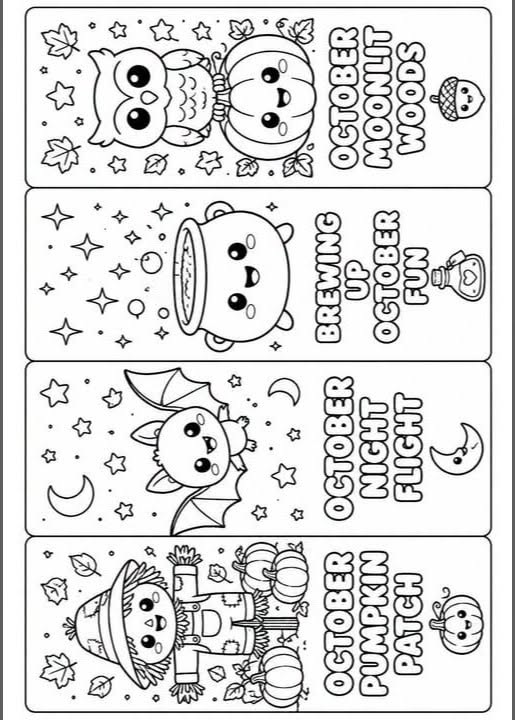 OCTOBER
MOONLIT
WOODS
BREWING
UP
OCTOBER
FUN
OCTOBER
NIGHT
FLIGHT
OCTOBER
PUMPKIN
PATCH